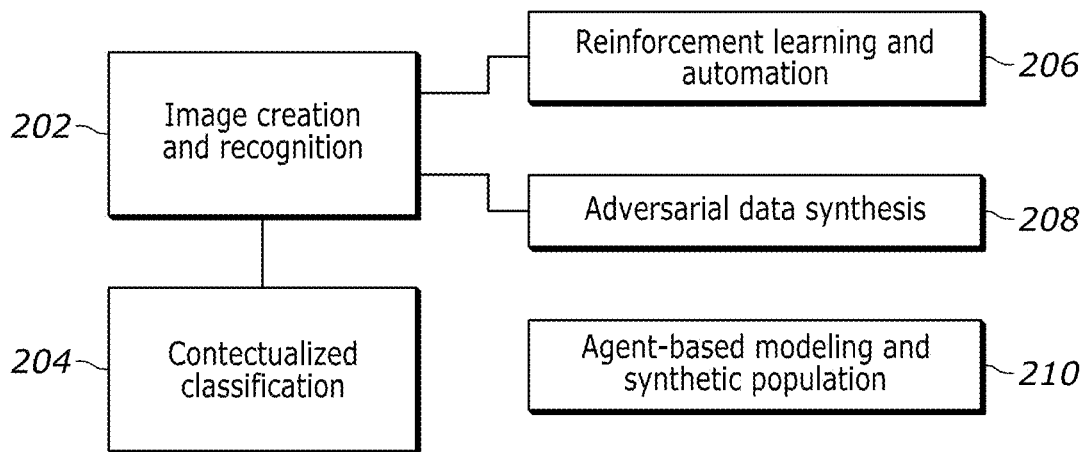 Reinforcement learning and
automation
206
202
Image creation
and recognition
Adversarial data synthesis
208
204
Contectualized
classification
Agent-based modeling and
synthetic population
210